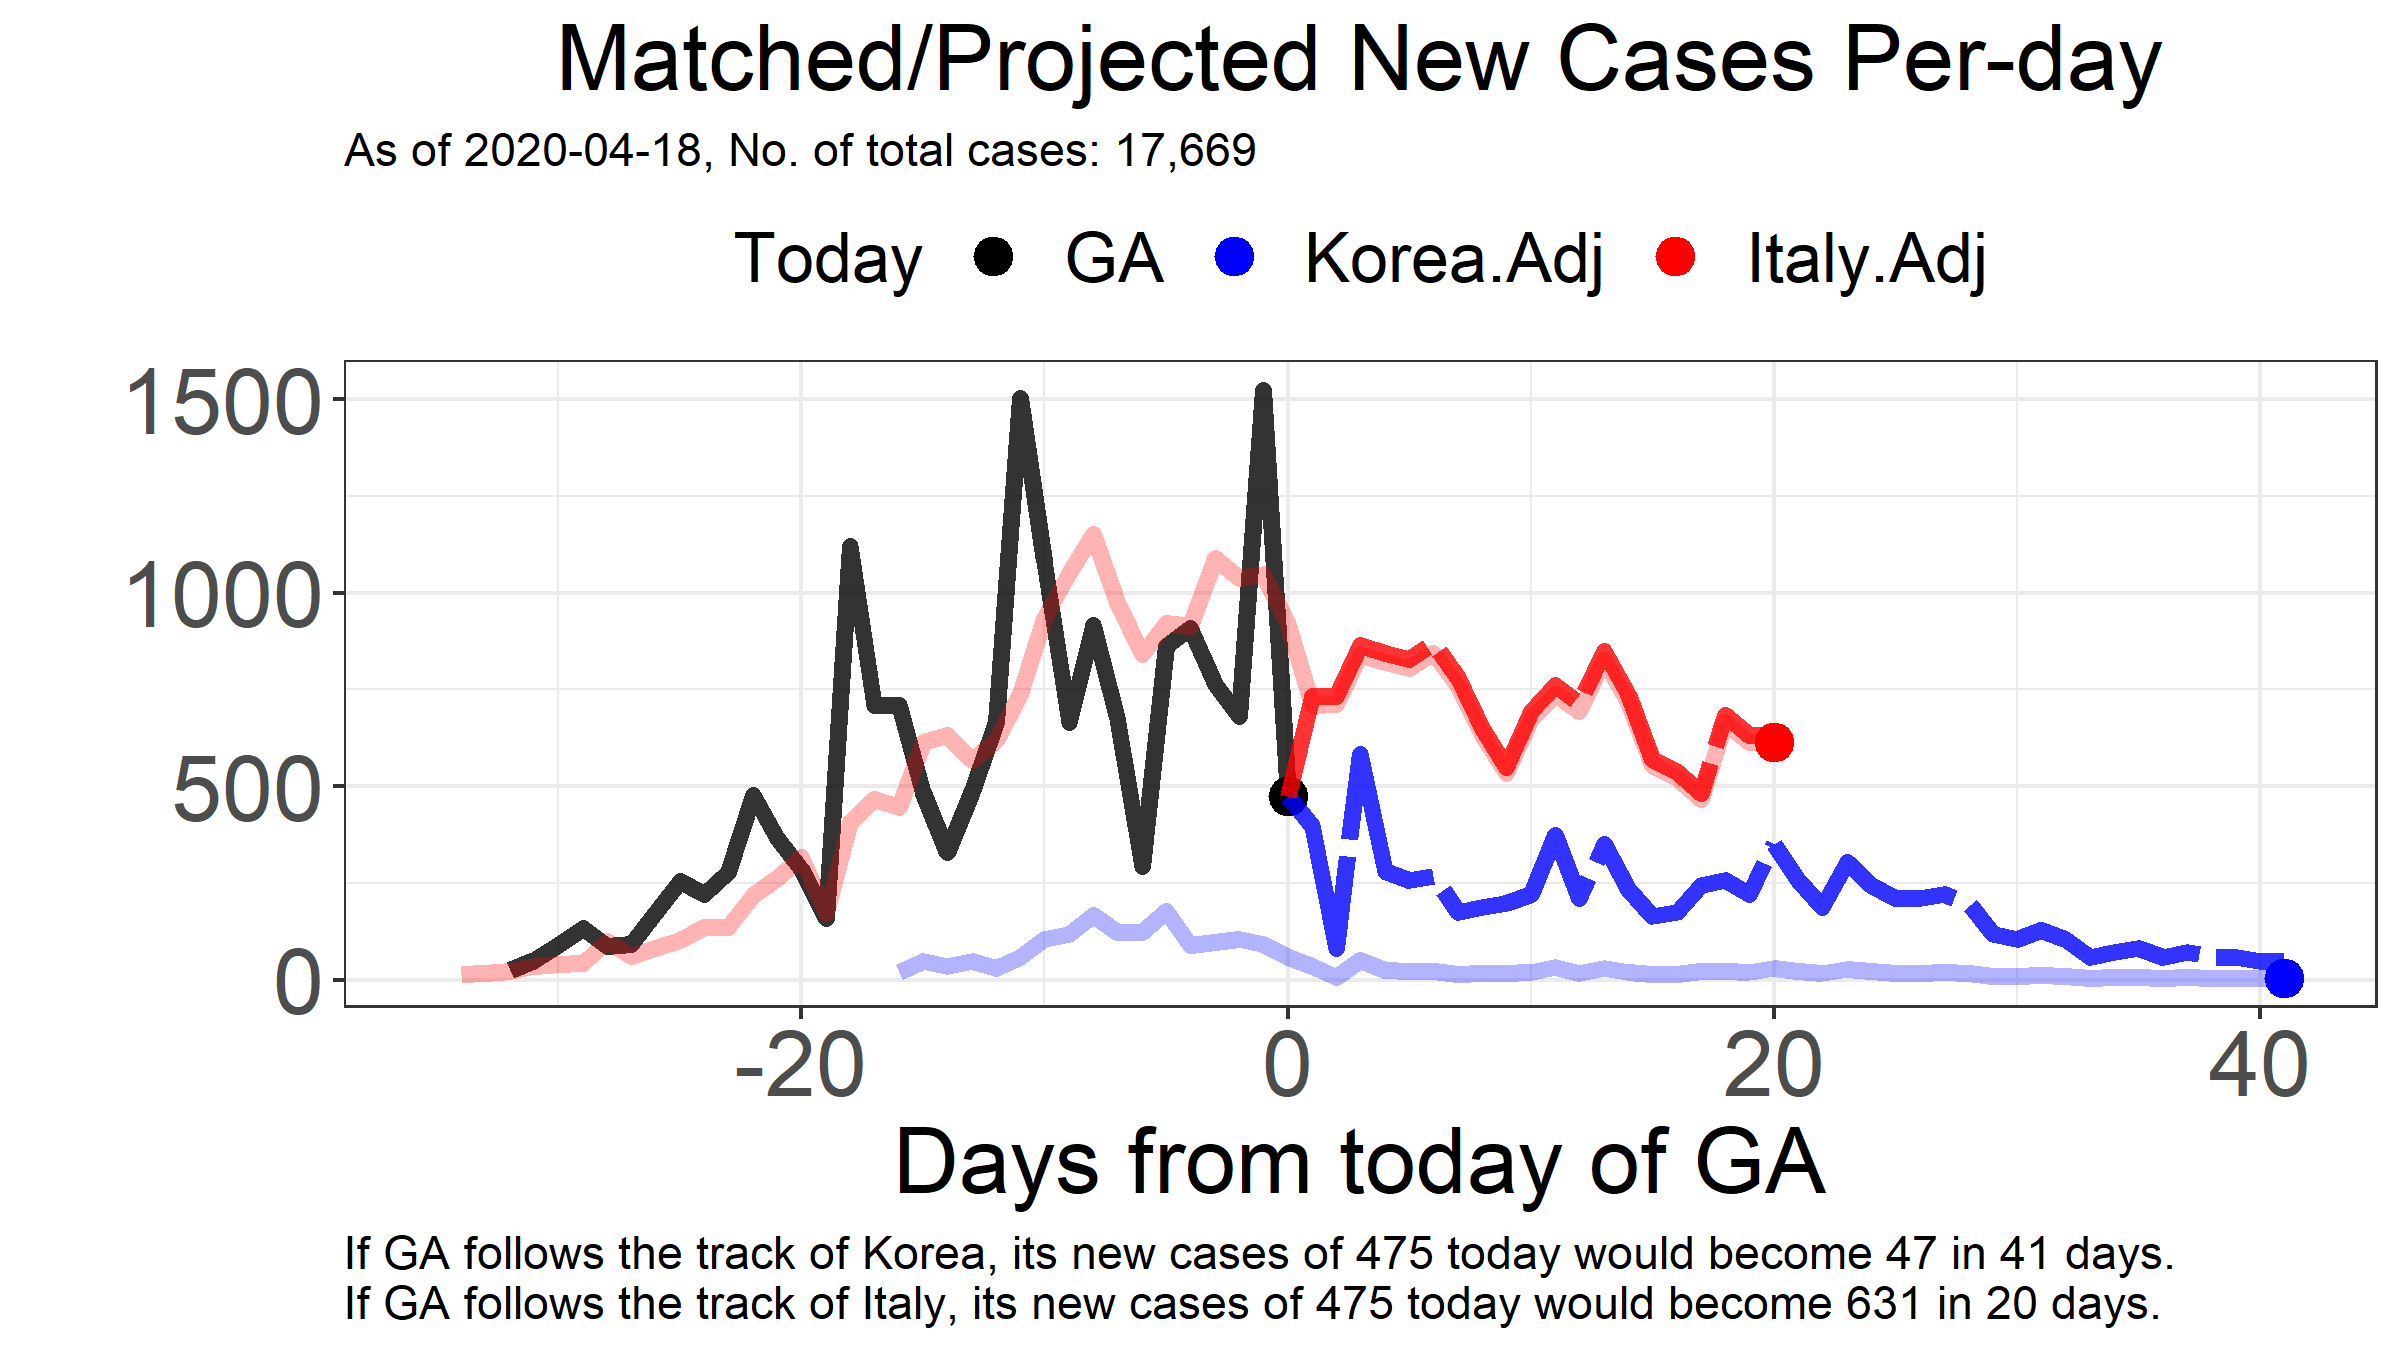 Matched/Projected New Cases Per-day
As of 2020-04-18, No. of total cases: 17,669
Today GA Korea.Adj Italy.Adj
1500
1000
500
0
-20 0 20 40
Days from today of GA
If GA follows the track of Korea, its new cases of 475 today would become 47 in 41 days.
If GA follows the track of Italy, its new cases of 475 today would become 631 in 20 days.